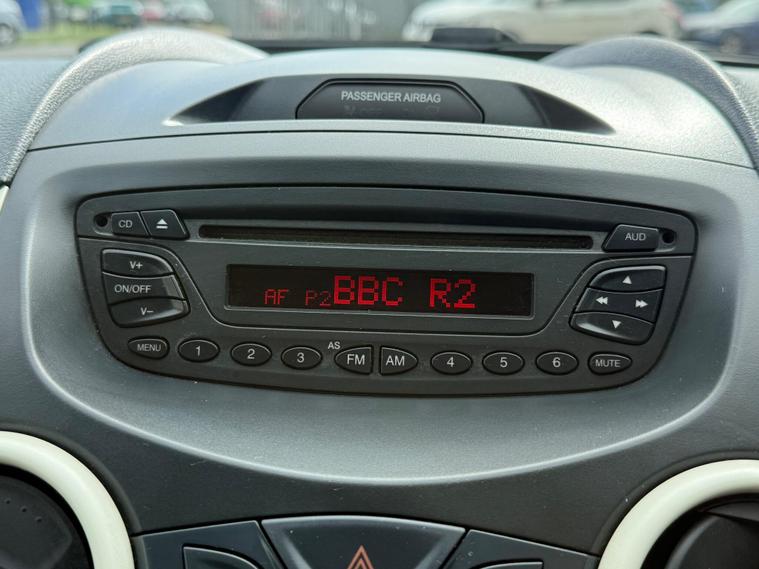 PASSENGER AIRBAG
CD
AUD
V+
ON/OFF
V-
AF P2 BBC R2
MENU
1
2
3
AS
FM
AM
4
5
6
MUTE